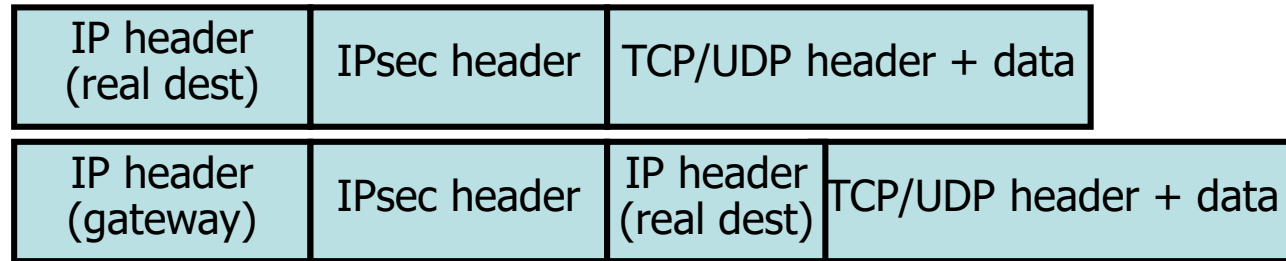 IP header
(real dest)
IPsec header
TCP/UDP header + data
IP header
(gateway)
IPsec header
IP header
(real dest)
TCP/UDP header + data